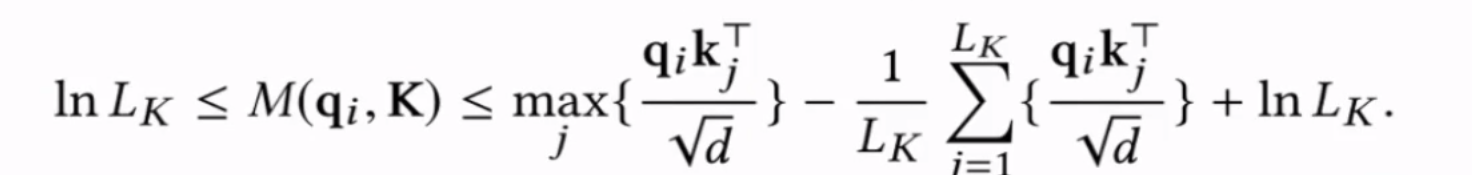 ln L_K ≤ M(q_i, K) ≤ max_j{ q_i k_j^⊤ / √d } − 1/L_K ∑_{j=1}^{L_K} { q_i k_j^⊤ / √d } + ln L_K.